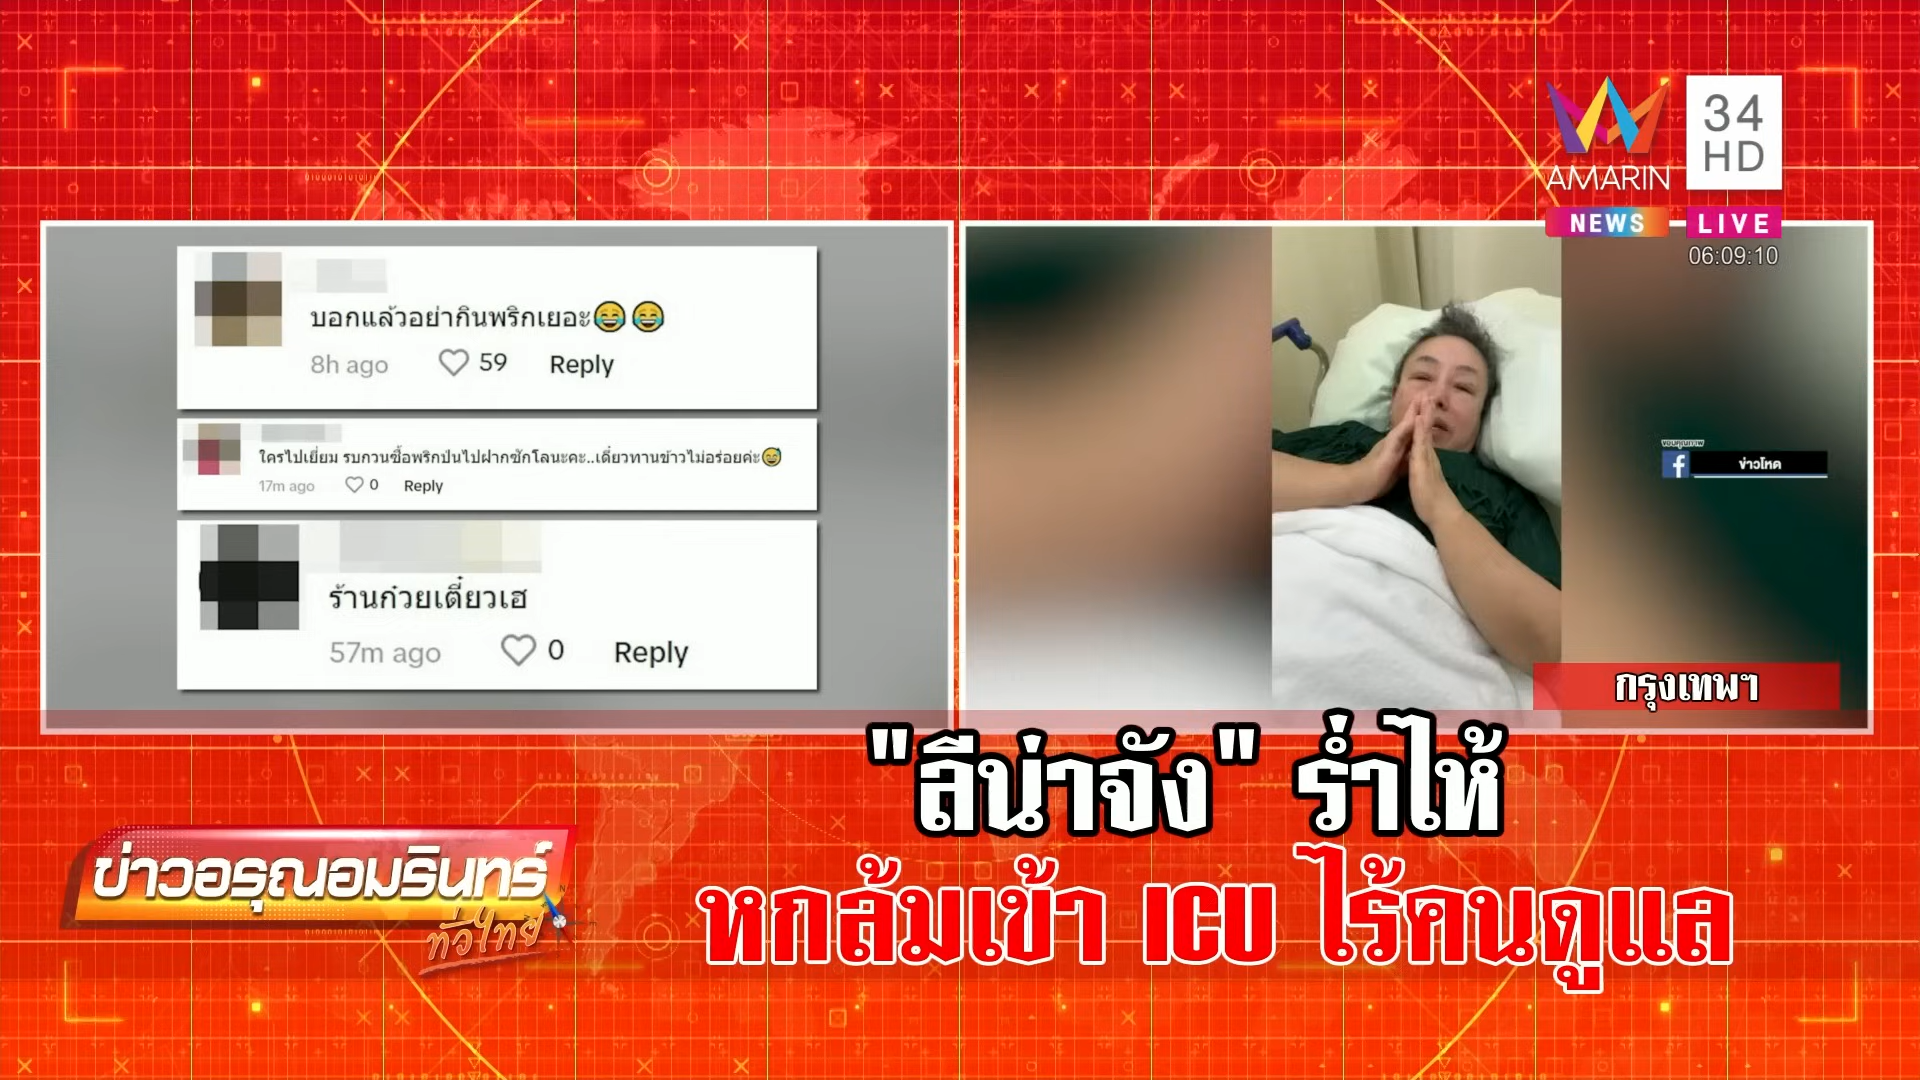 AMARIN
34
HD
NEWS
LIVE
06:09:10
บอกแล้วอย่ากินพริกเยอะ😂😂
8h ago 59 Reply
ใครไปเยี่ยม รบกวนซื้อพริกป่นไปฝากซักโลนะคะ..เดี๋ยวทานข้าวไม่อร่อยค่ะ😅
17m ago 0 Reply
ร้านก๋วยเตี๋ยวเฮ
57m ago 0 Reply
ขอบคุณภาพ
f ข่าวโหด
กรุงเทพฯ
"ลีน่าจัง" ร่ำไห้
หกล้มเข้า ICU ไร้คนดูแล
ข่าวอรุณอมรินทร์
ทั่วไทย
N